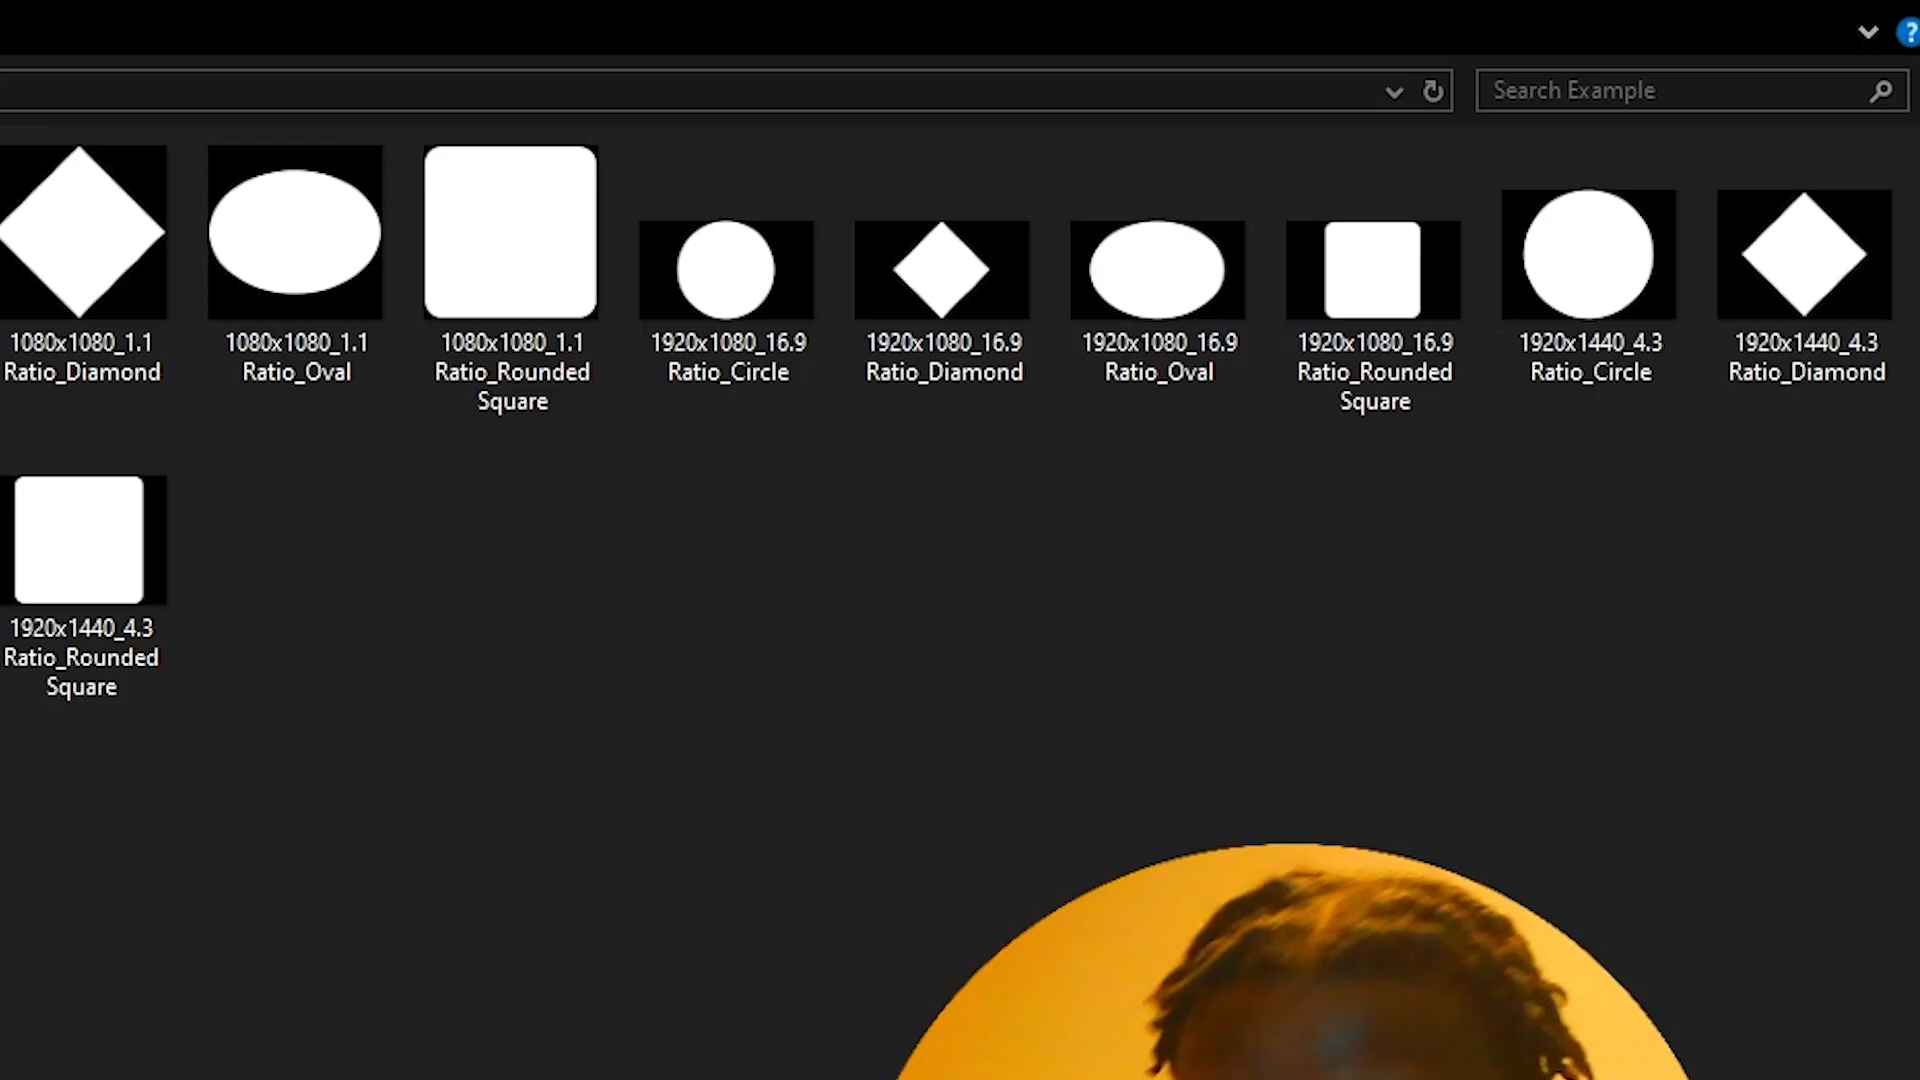 ?
Search Example
1080x1080_1.1
Ratio_Diamond
1080x1080_1.1
Ratio_Oval
1080x1080_1.1
Ratio_Rounded
Square
1920x1080_16.9
Ratio_Circle
1920x1080_16.9
Ratio_Diamond
1920x1080_16.9
Ratio_Oval
1920x1080_16.9
Ratio_Rounded
Square
1920x1440_4.3
Ratio_Circle
1920x1440_4.3
Ratio_Diamond
1920x1440_4.3
Ratio_Rounded
Square